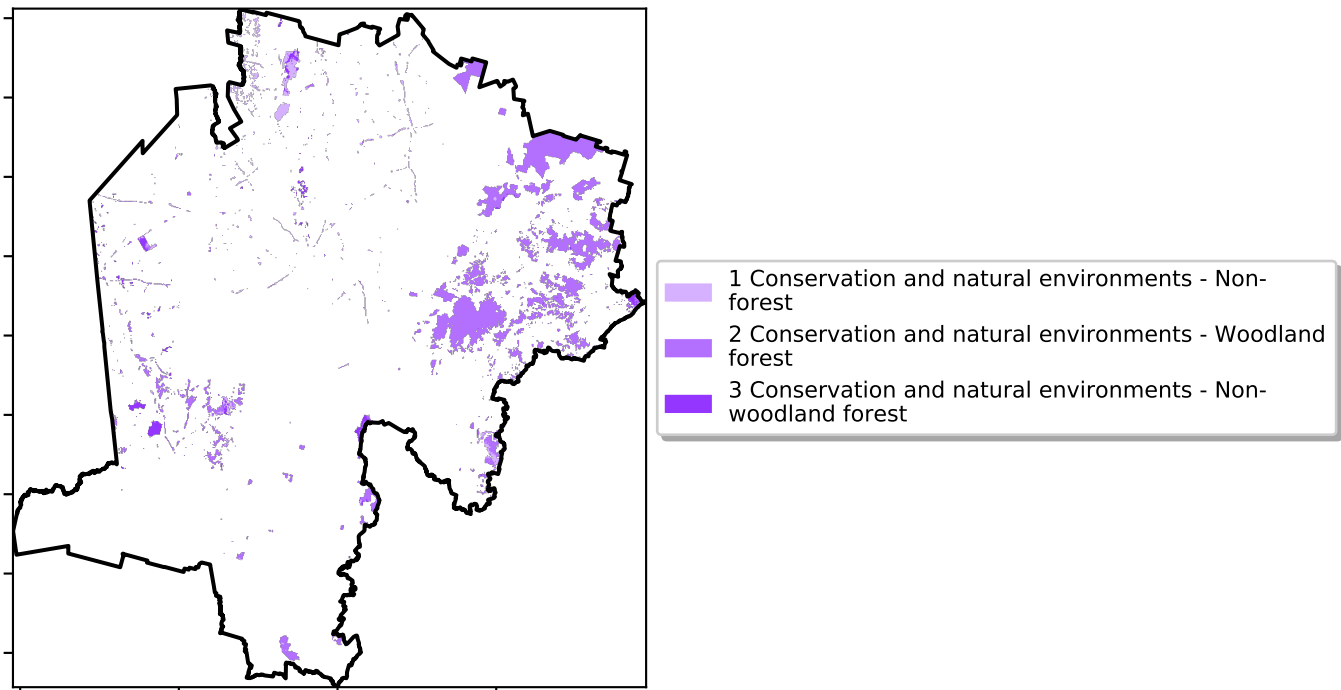 1 Conservation and natural environments - Non-
forest
2 Conservation and natural environments - Woodland
forest
3 Conservation and natural environments - Non-
woodland forest